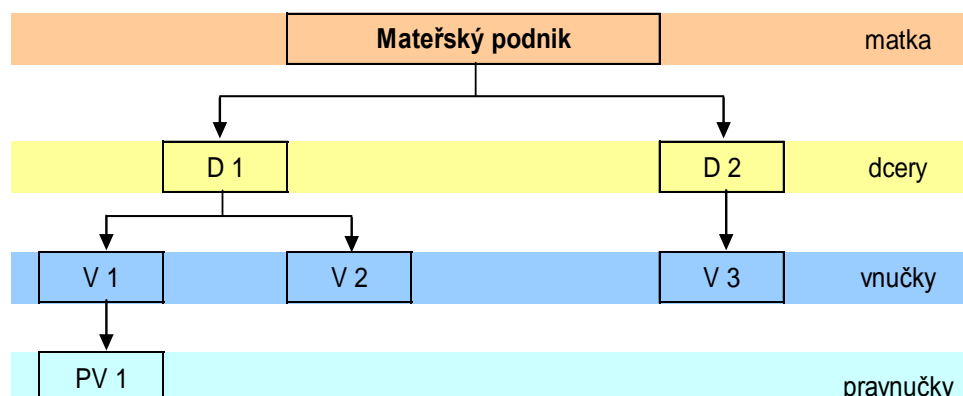 Mateřský podnik matka
D 1 D 2 dcery
V 1 V 2 V 3 vnučky
PV 1 pravnučky